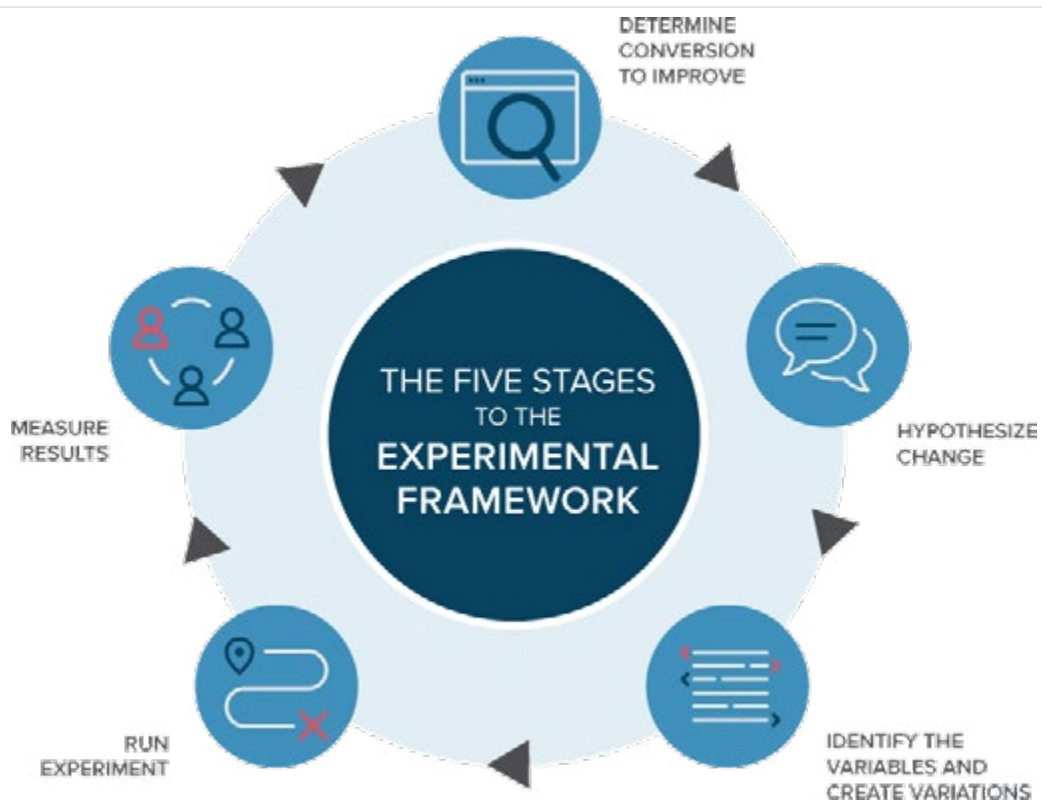 DETERMINE
CONVERSION
TO IMPROVE
THE FIVE STAGES
TO THE
EXPERIMENTAL
FRAMEWORK
HYPOTHESIZE
CHANGE
IDENTIFY THE
VARIABLES AND
CREATE VARIATIONS
RUN
EXPERIMENT
MEASURE
RESULTS